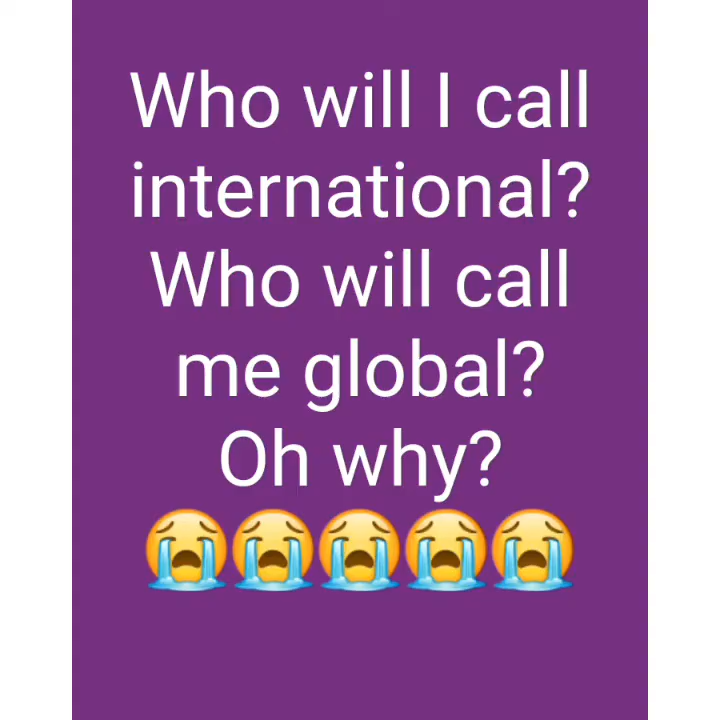 Who will I call
international?
Who will call
me global?
Oh why?
😭😭😭😭😭